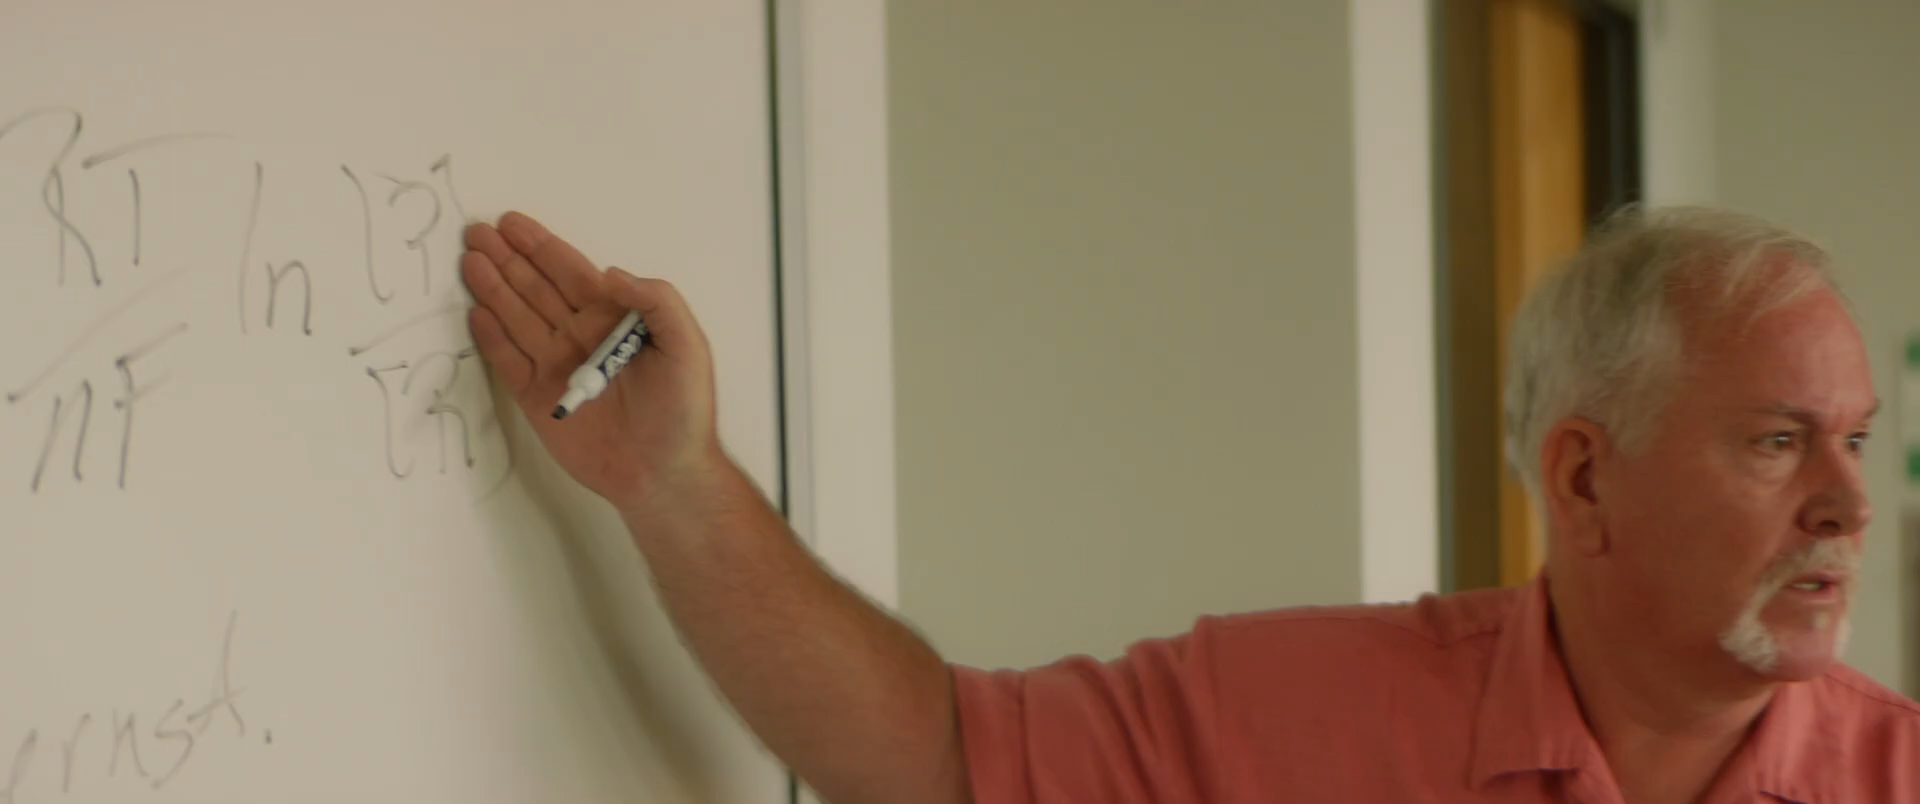 RT ln [P]
nF [R]
ernst.